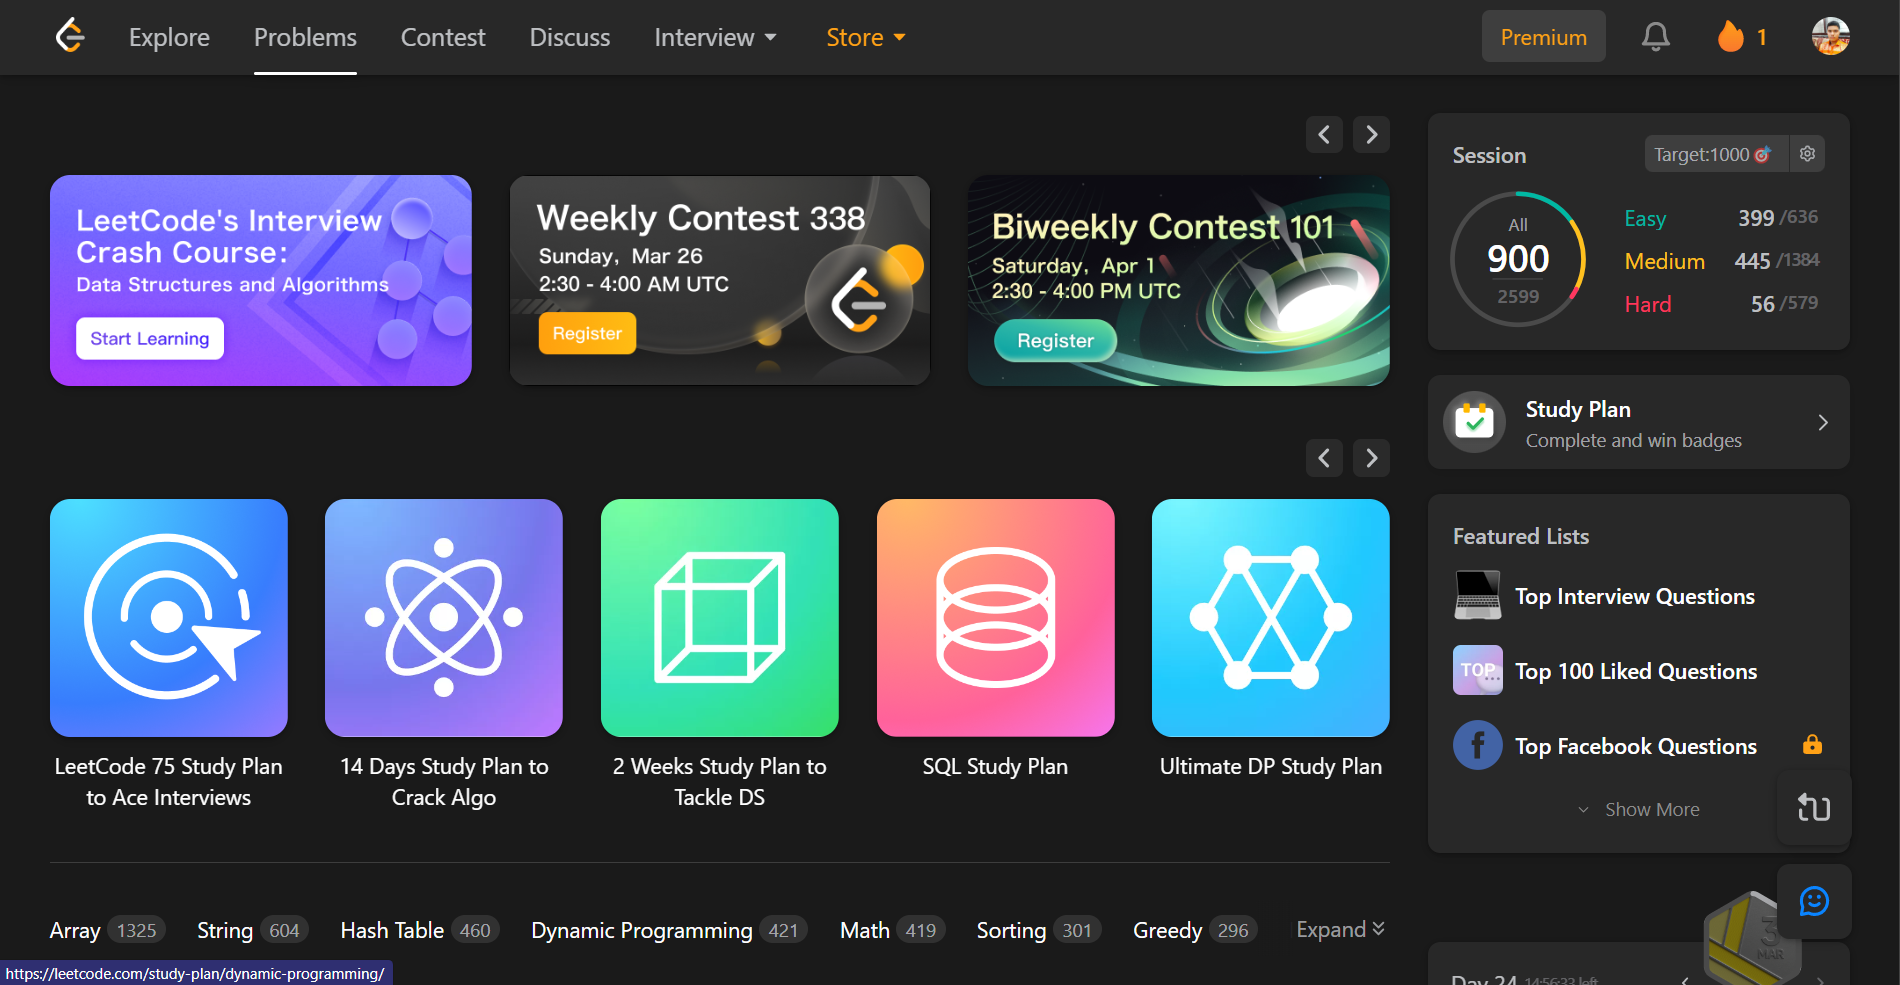 Explore Problems Contest Discuss Interview Store Premium 1
LeetCode's Interview
Crash Course:
Data Structures and Algorithms
Start Learning
Weekly Contest 338
Sunday, Mar 26
2:30 - 4:00 AM UTC
Register
Biweekly Contest 101
Saturday, Apr 1
2:30 - 4:00 PM UTC
Register
Session
Target:1000
All
900
2599
Easy 399 /636
Medium 445 /1384
Hard 56 /579
Study Plan
Complete and win badges
LeetCode 75 Study Plan
to Ace Interviews
14 Days Study Plan to
Crack Algo
2 Weeks Study Plan to
Tackle DS
SQL Study Plan
Ultimate DP Study Plan
Featured Lists
Top Interview Questions
TOP
Top 100 Liked Questions
f
Top Facebook Questions
Show More
Array 1325 String 604 Hash Table 460 Dynamic Programming 421 Math 419 Sorting 301 Greedy 296 Expand
3
MAR
Day 24 14:56:33 left
https://leetcode.com/study-plan/dynamic-programming/